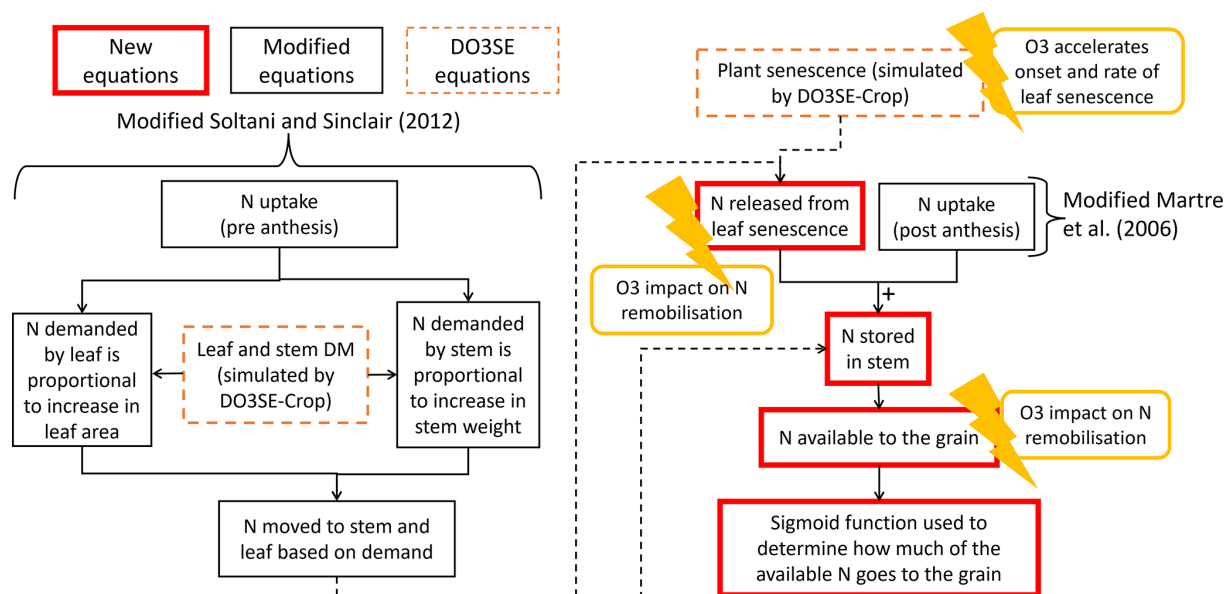 New
equations
Modified
equations
DO3SE
equations
Modified Soltani and Sinclair (2012)
N uptake
(pre anthesis)
N demanded
by leaf is
proportional
to increase in
leaf area
Leaf and stem DM
(simulated by
DO3SE-Crop)
N demanded
by stem is
proportional
to increase in
stem weight
N moved to stem and
leaf based on demand
Plant senescence (simulated
by DO3SE-Crop)
O3 accelerates
onset and rate of
leaf senescence
N released from
leaf senescence
N uptake
(post anthesis)
Modified Martre
et al. (2006)
O3 impact on N
remobilisation
+
N stored
in stem
N available to the grain
O3 impact on N
remobilisation
Sigmoid function used to
determine how much of the
available N goes to the grain